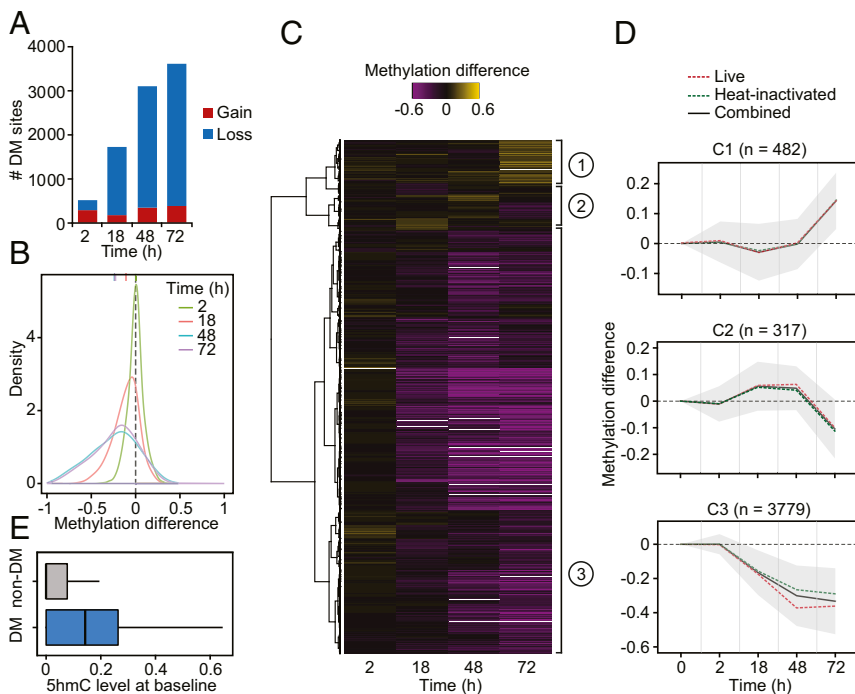 A
4000
3000
2000
1000
0
# DM sites
Gain
Loss
2 18 48 72
Time (h)
B
Time (h)
2
18
48
72
4
2
0
Density
-1 -0.5 0 0.5 1
Methylation difference
E
DM non-DM
0 0.2 0.4 0.6
5hmC level at baseline
C
Methylation difference
-0.6 0 0.6
1
2
3
2 18 48 72
Time (h)
D
Live
Heat-inactivated
Combined
Methylation difference
C1 (n = 482)
0.2
0.1
0
-0.1
C2 (n = 317)
0.2
0.1
0
-0.1
-0.2
C3 (n = 3779)
0
-0.2
-0.4
-0.6
0 2 18 48 72
Time (h)